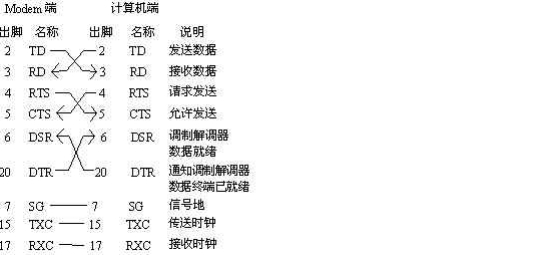 Modem 端 计算机端
出脚 名称 出脚 名称 说明
2 TD 2 TD 发送数据
3 RD 3 RD 接收数据
4 RTS 4 RTS 请求发送
5 CTS 5 CTS 允许发送
6 DSR 6 DSR 调制解调器
数据就绪
20 DTR 20 DTR 通知调制解调器
数据终端已就绪
7 SG 7 SG 信号地
15 TXC 15 TXC 传送时钟
17 RXC 17 RXC 接收时钟